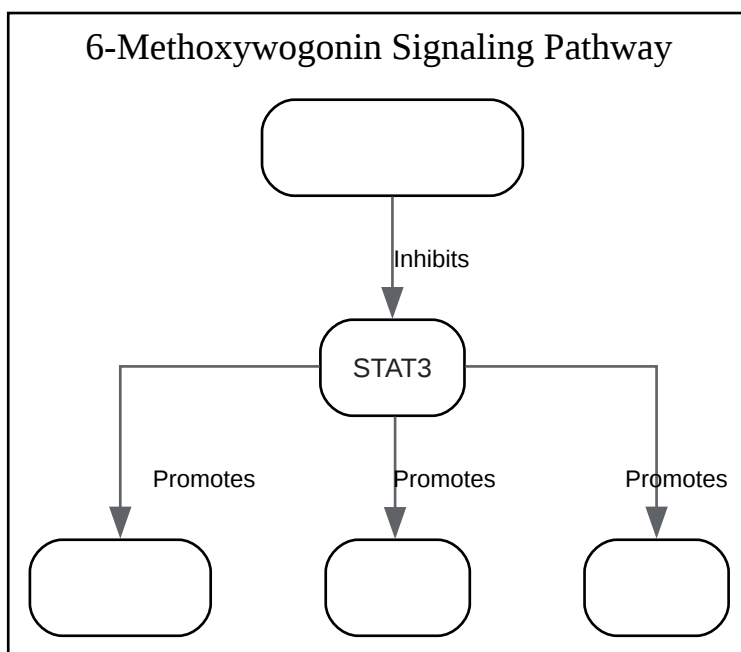 6-Methoxywogonin Signaling Pathway
Inhibits
STAT3
Promotes
Promotes
Promotes